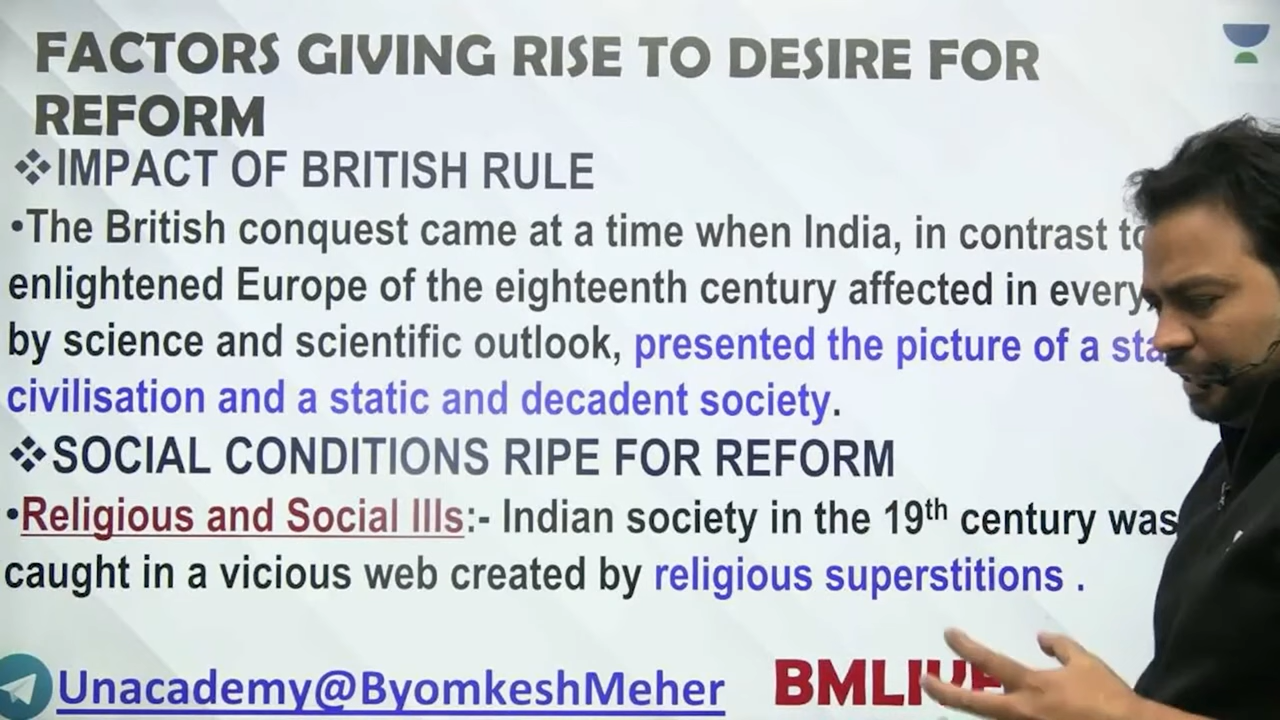 FACTORS GIVING RISE TO DESIRE FOR
REFORM
❖IMPACT OF BRITISH RULE
•The British conquest came at a time when India, in contrast to
enlightened Europe of the eighteenth century affected in every
by science and scientific outlook, presented the picture of a
civilisation and a static and decadent society.
❖SOCIAL CONDITIONS RIPE FOR REFORM
•Religious and Social Ills:- Indian society in the 19th century was
caught in a vicious web created by religious superstitions .
Unacademy@ByomkeshMeher
BMLIVE